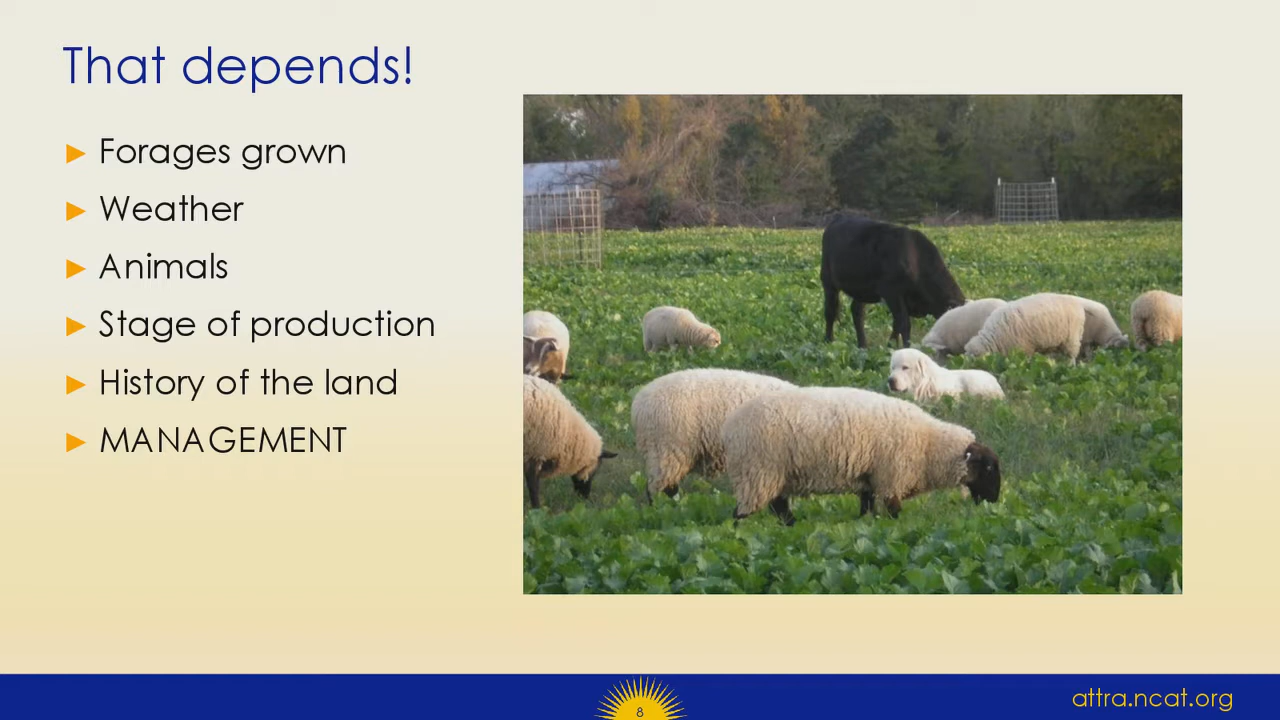 That depends!
► Forages grown
► Weather
► Animals
► Stage of production
► History of the land
► MANAGEMENT
8
attra.ncat.org